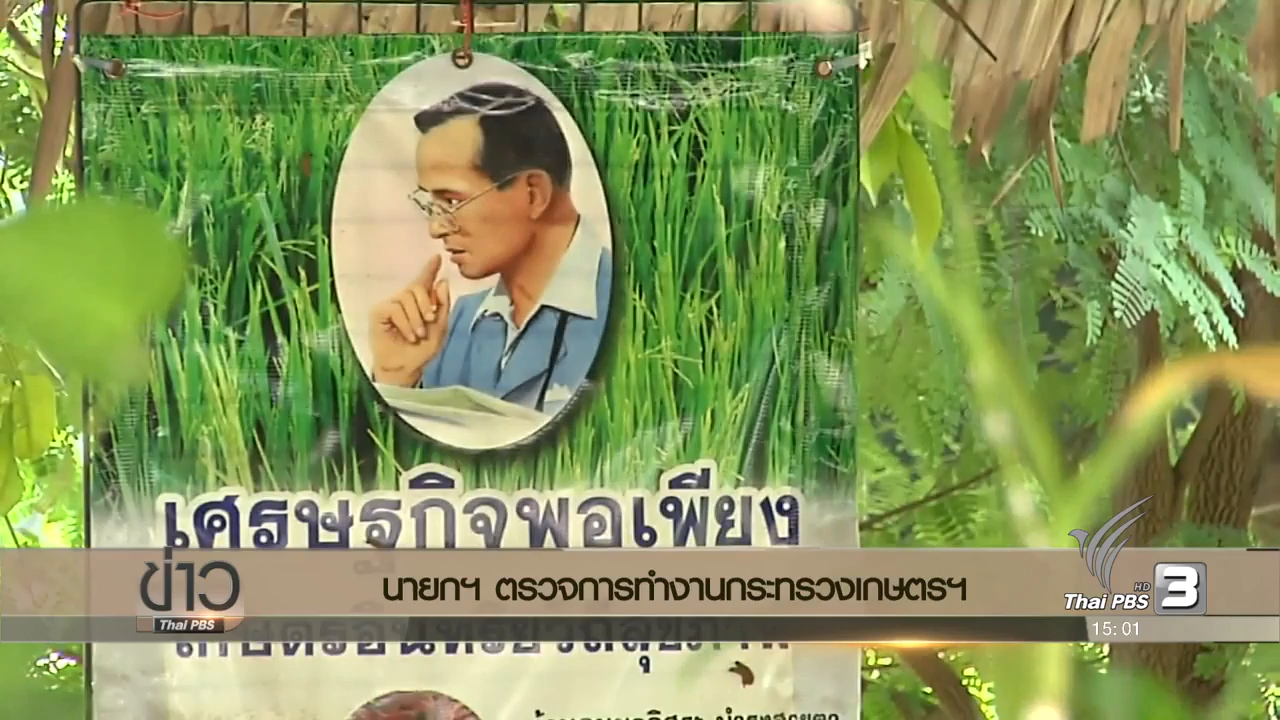 เศรษฐกิจพอเพียง
ข่าว
Thai PBS
นายกฯ ตรวจการทำงานกระทรวงเกษตรฯ
HD
Thai PBS 3
15:01